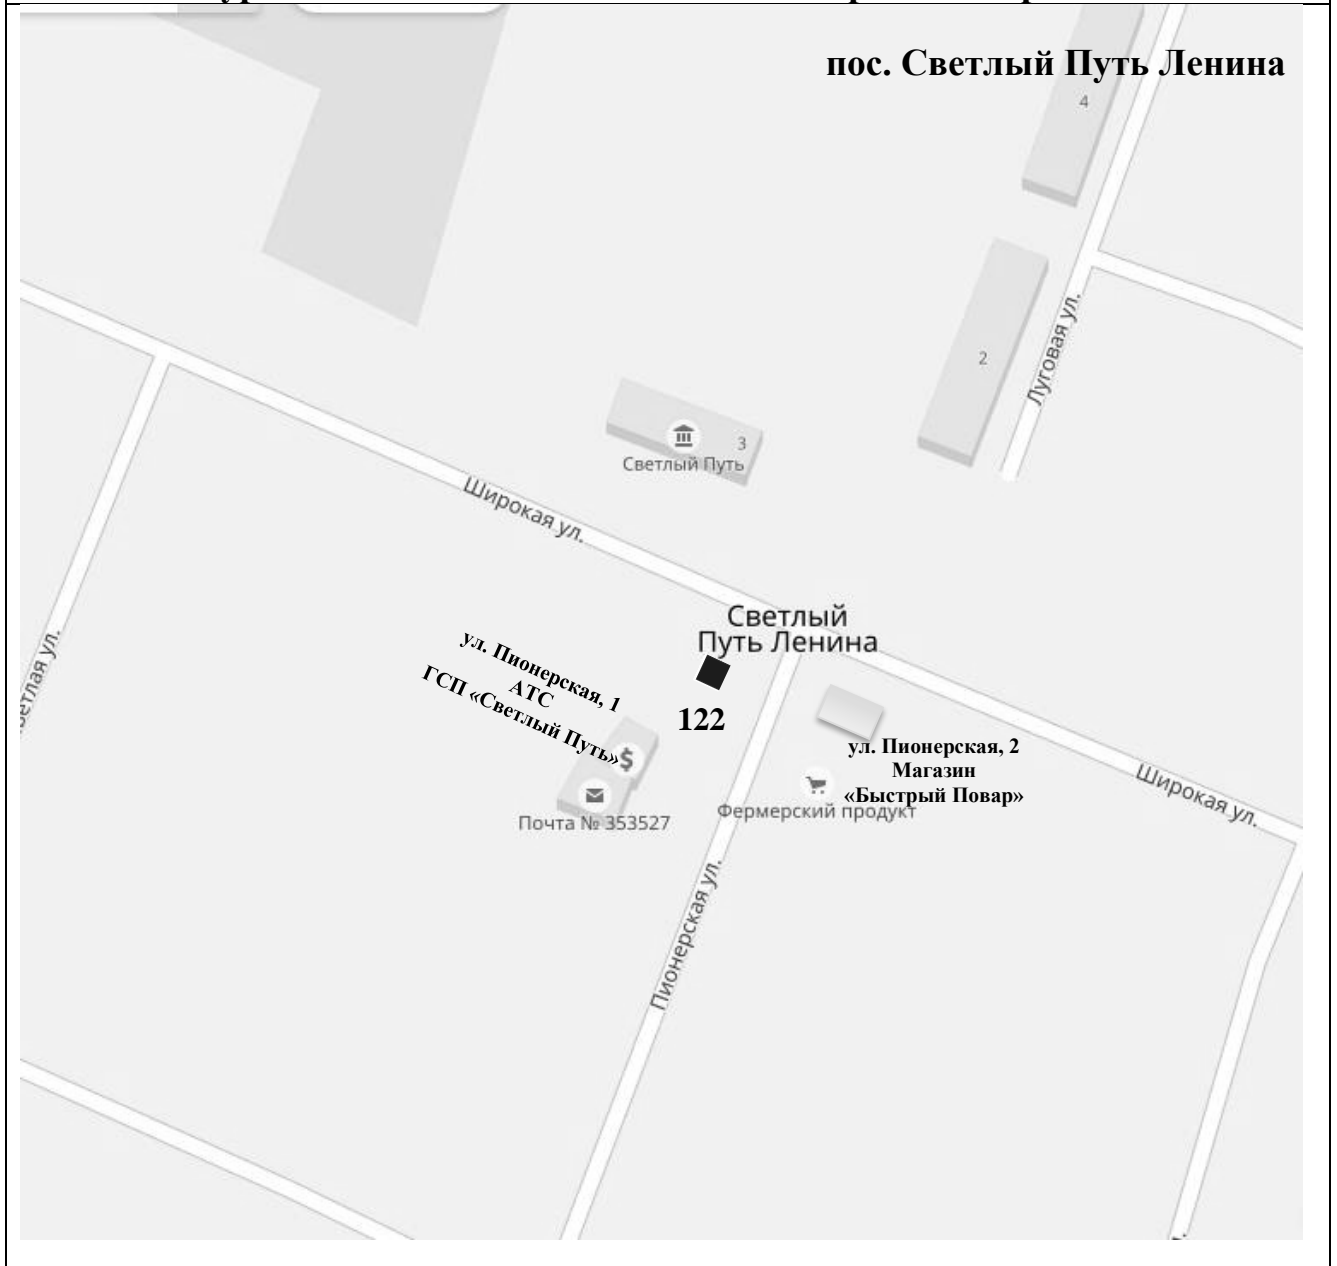 пос. Светлый Путь Ленина
4
Луговая ул.
2
3
Светлый Путь
Широкая ул.
Светлый
Путь Ленина
ул. Пионерская, 1
АТС
ГСП «Светлый Путь»
122
ул. Пионерская, 2
Магазин
«Быстрый Повар»
Фермерский продукт
Почта № 353527
Широкая ул.
Пионерская ул.